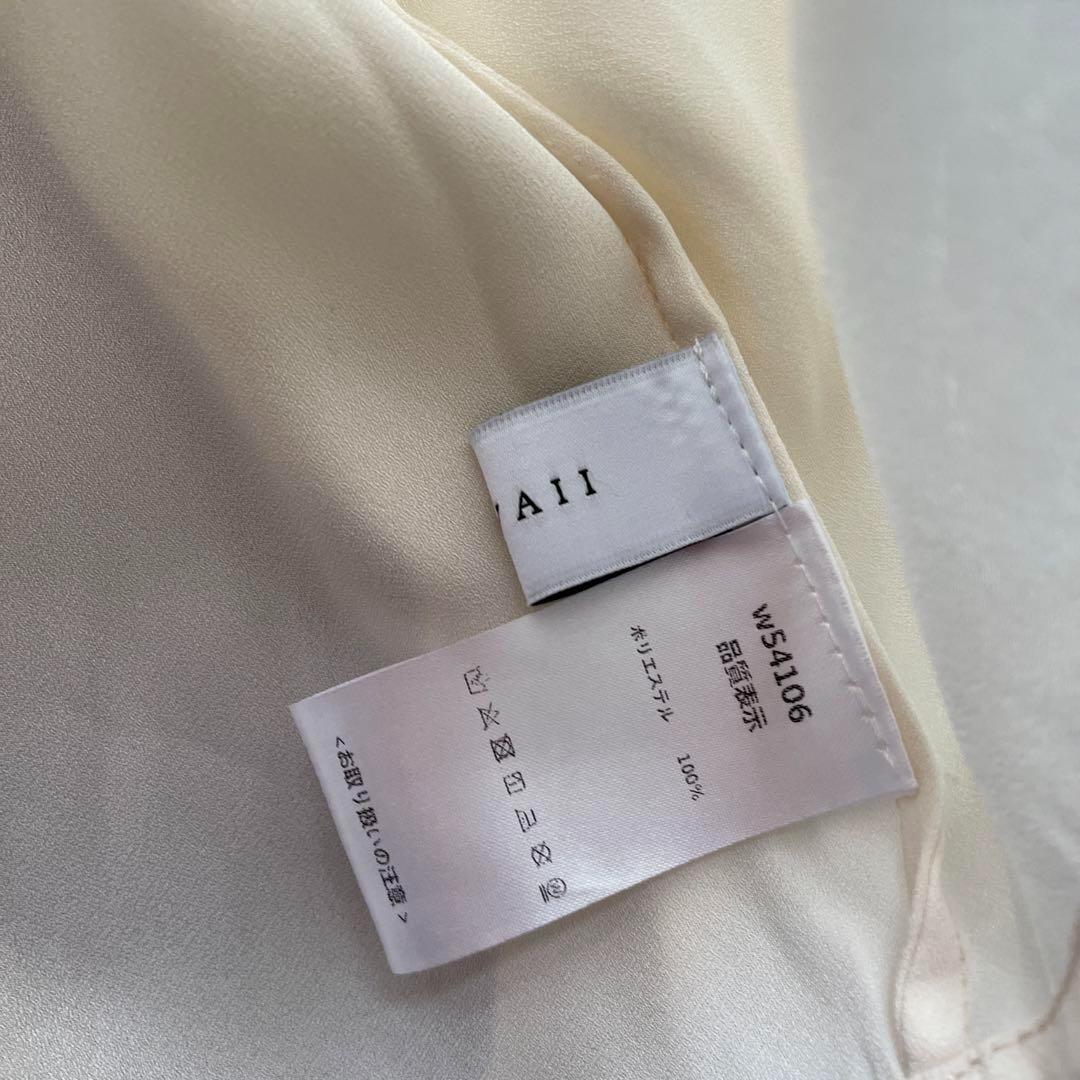 AII
w54106
品質表示
ポリエステル 100%
<お取り扱いの注意>